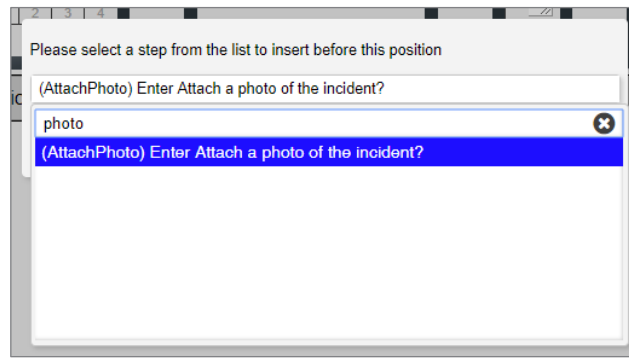 2 3 4
Please select a step from the list to insert before this position
(AttachPhoto) Enter Attach a photo of the incident?
ic
photo
(AttachPhoto) Enter Attach a photo of the incident?